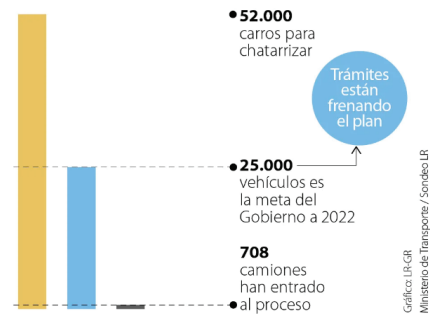 52.000
carros para
chatarrizar
Trámites
están
frenando
el plan
25.000
vehículos es
la meta del
Gobierno a 2022
708
camiones
han entrado
al proceso
Gráfico: LR-GR
Ministerio de Transporte / Sondeo LR